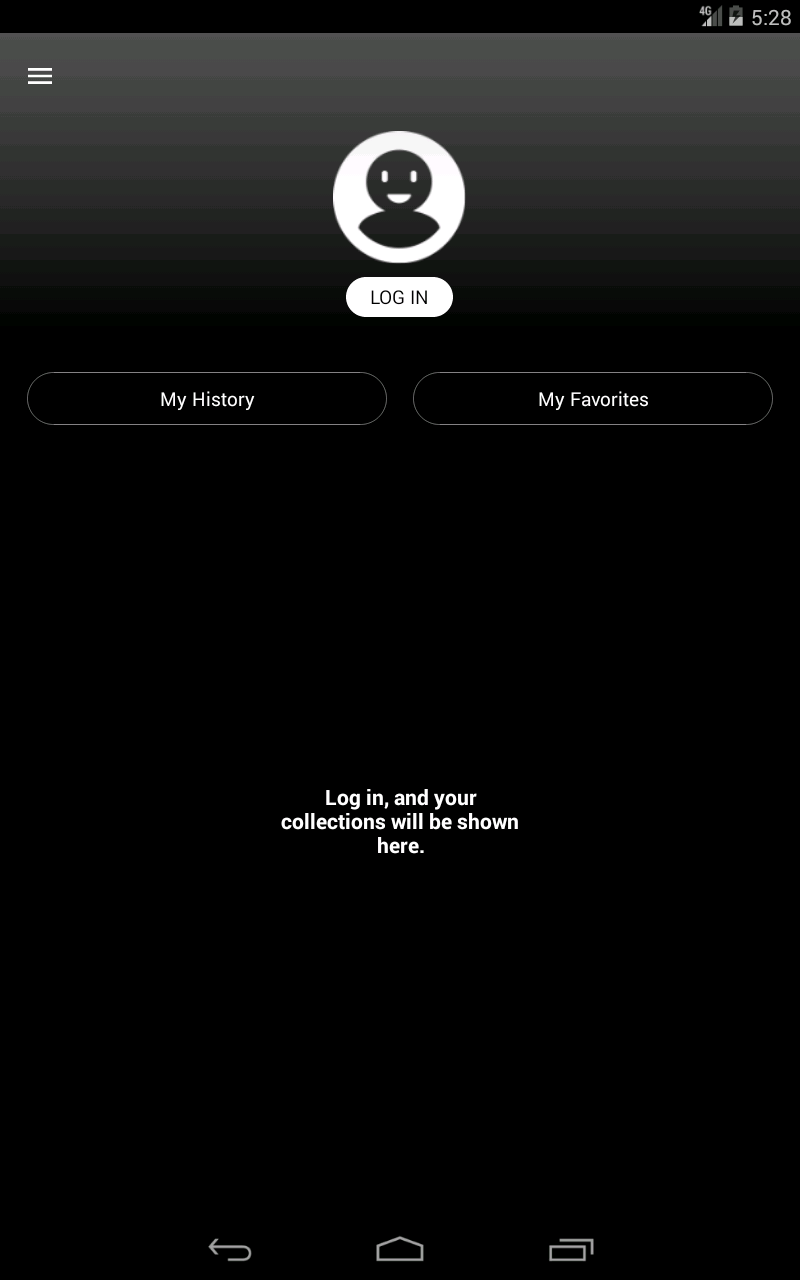 4G 5:28
LOG IN
My History My Favorites
Log in, and your
collections will be shown
here.